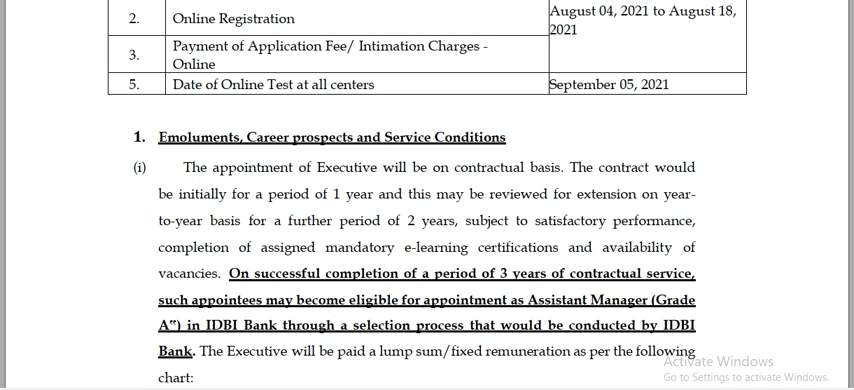 2. Online Registration August 04, 2021 to August 18,
2021
3. Payment of Application Fee/ Intimation Charges -
Online
5. Date of Online Test at all centers September 05, 2021
1. Emoluments, Career prospects and Service Conditions
(i) The appointment of Executive will be on contractual basis. The contract would
be initially for a period of 1 year and this may be reviewed for extension on year-
to-year basis for a further period of 2 years, subject to satisfactory performance,
completion of assigned mandatory e-learning certifications and availability of
vacancies. On successful completion of a period of 3 years of contractual service,
such appointees may become eligible for appointment as Assistant Manager (Grade
A‟) in IDBI Bank through a selection process that would be conducted by IDBI
Bank. The Executive will be paid a lump sum/fixed remuneration as per the following
chart:
Activate Windows
Go to Settings to activate Windows.